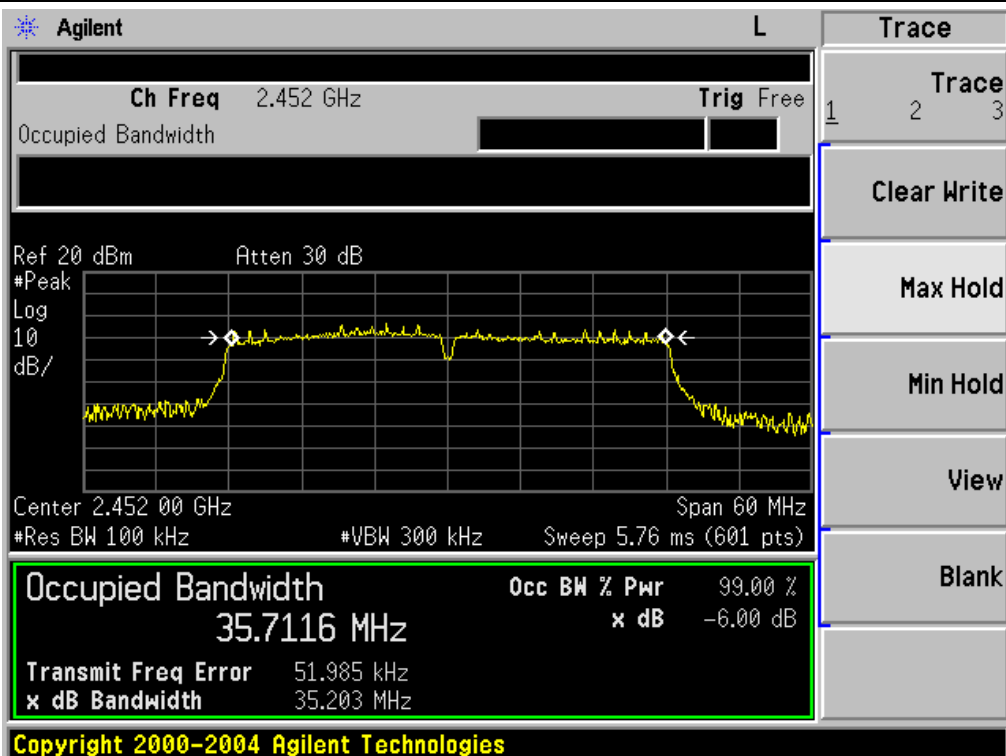 Agilent L
Ch Freq 2.452 GHz Trig Free
Occupied Bandwidth
Ref 20 dBm Atten 30 dB
#Peak
Log
10
dB/
Center 2.452 00 GHz Span 60 MHz
#Res BW 100 kHz #VBW 300 kHz Sweep 5.76 ms (601 pts)
Occupied Bandwidth Occ BW % Pwr 99.00 %
35.7116 MHz x dB -6.00 dB
Transmit Freq Error 51.985 kHz
x dB Bandwidth 35.203 MHz
Copyright 2000-2004 Agilent Technologies
Trace
Trace
1 2 3
Clear Write
Max Hold
Min Hold
View
Blank